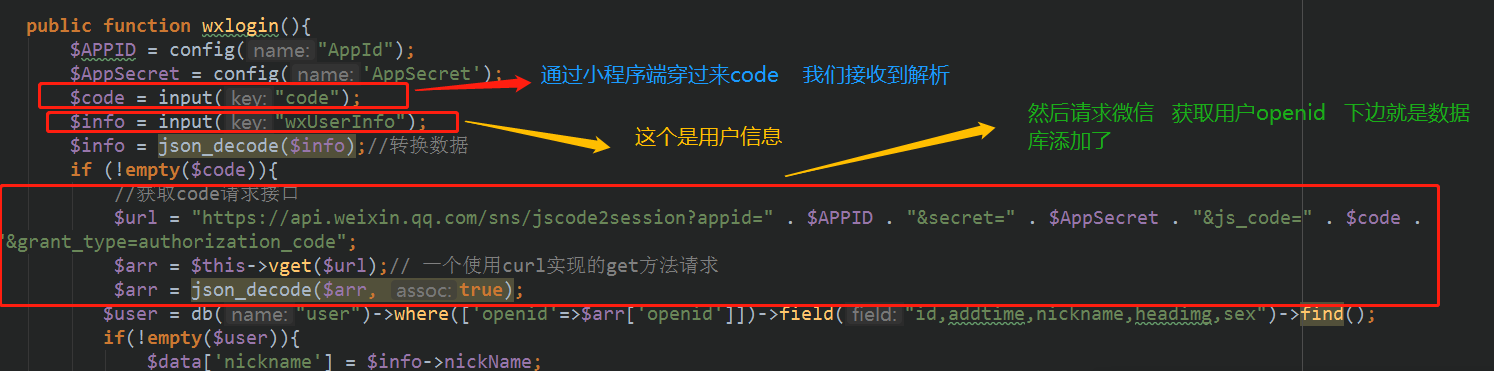 public function wxlogin(){
$APPID = config( name: "AppId");
$AppSecret = config( name: 'AppSecret');
通过小程序端穿过来code 我们接收到解析
$code = input( key: "code");
$info = input( key: "wxUserInfo");
这个是用户信息
然后请求微信 获取用户openid 下边就是数据
库添加了
$info = json_decode($info);//转换数据
if (!empty($code)){
//获取code请求接口
$url = "https://api.weixin.qq.com/sns/jscode2session?appid=" . $APPID . "&secret=" . $AppSecret . "&js_code=" . $code .
"&grant_type=authorization_code";
$arr = $this->vget($url);// 一个使用curl实现的get方法请求
$arr = json_decode($arr, assoc: true);
$user = db( name: "user")->where(['openid'=>$arr['openid']])->field( field: "id,addtime,nickname,headimg,sex")->find();
if(!empty($user)){
$data['nickname'] = $info->nickName;